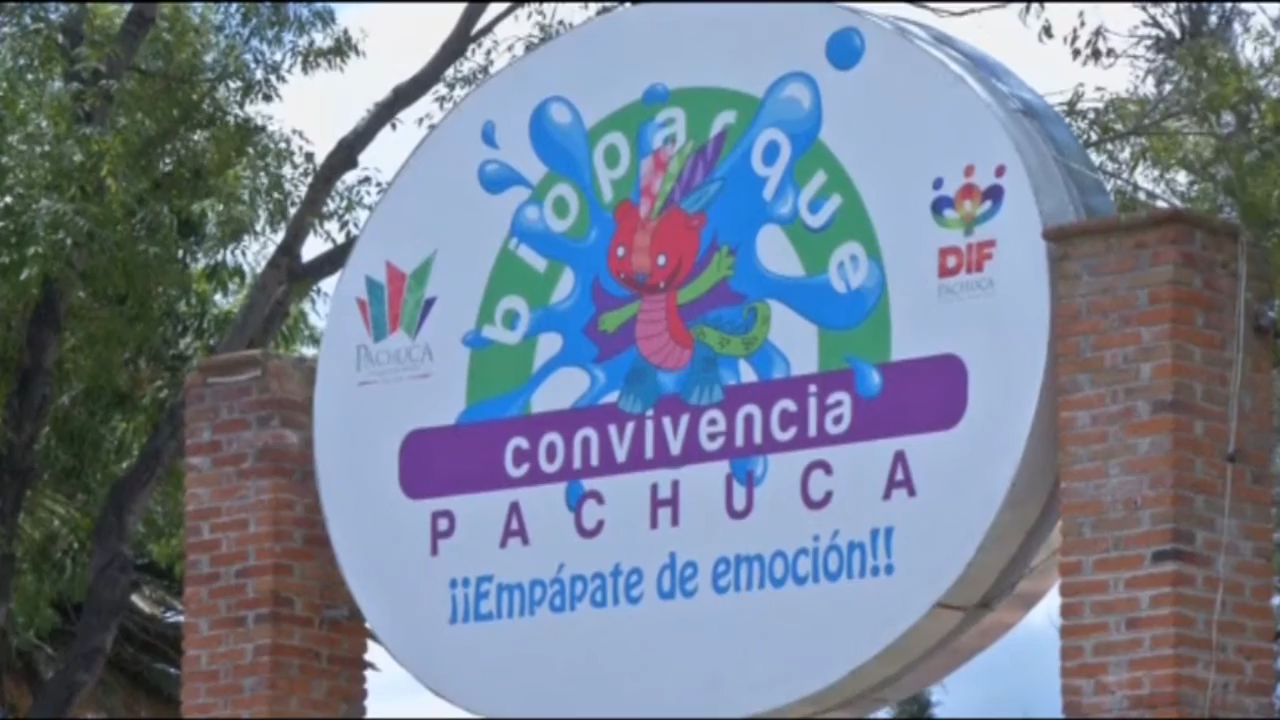 bioparque
convivencia
PACHUCA
¡¡Empápate de emoción!!
PACHUCA
DIF
PACHUCA